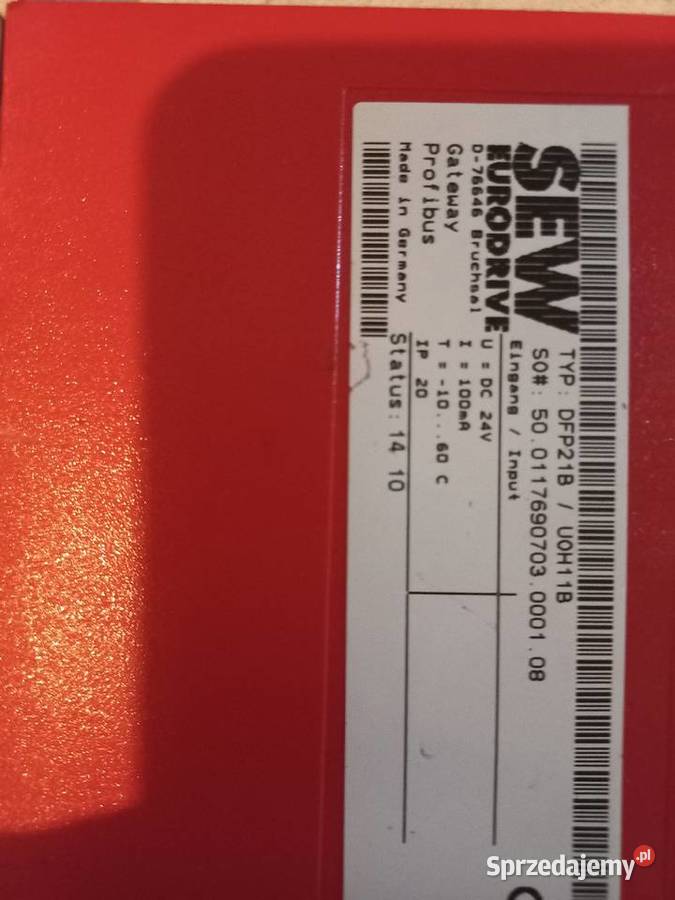 SEW
EURODRIVE
D-76646 Bruchsal
Gateway
Profibus
Made in Germany
TYP: DFP21B / UOH11B
SO#: 50.0117690703.0001.08
Eingang / Input
U = DC 24V
I = 100mA
T = -10...60 C
IP 20
Status: 14 10
Sprzedajemy.pl